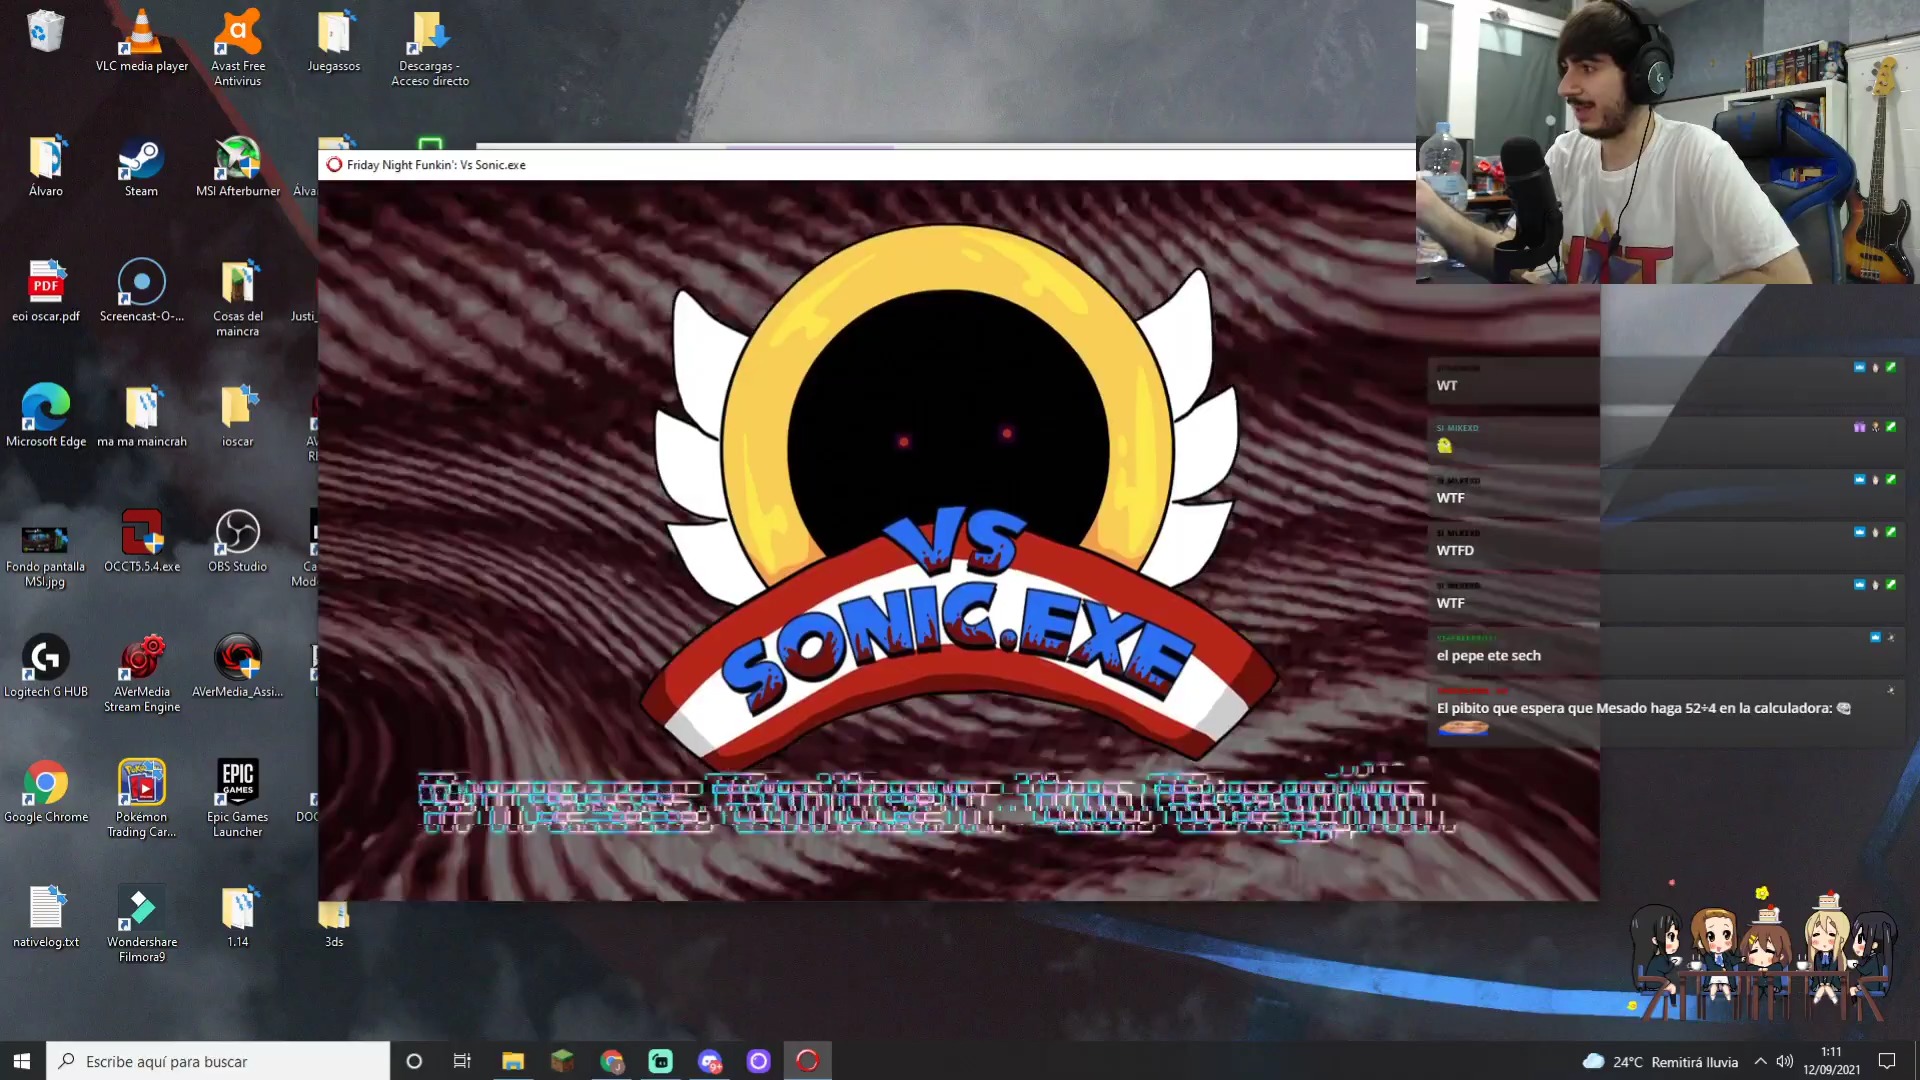 VLC media player
Avast Free
Antivirus
Juegassos
Descargas -
Acceso directo
Álvaro
Steam
MSI Afterburner
Friday Night Funkin': Vs Sonic.exe
PDF
eoi oscar.pdf
Screencast-O-...
Cosas del
maincra
Microsoft Edge
ma ma maincrah
ioscar
VS
SONIC.EXE
WT
SI_MIKEXD
WTF
WTFD
WTF
el pepe ete sech
El pibito que espera que Mesado haga 52÷4 en la calculadora:
Fondo pantalla
MSI.jpg
OCCT5.5.4.exe
OBS Studio
Logitech G HUB
AVerMedia
Stream Engine
AVerMedia_Assi...
Google Chrome
Pokémon
Trading Car...
EPIC
GAMES
Epic Games
Launcher
nativelog.txt
Wondershare
Filmora9
1.14
3ds
Escribe aquí para buscar
9+
24°C Remitirá lluvia
1:11
12/09/2021